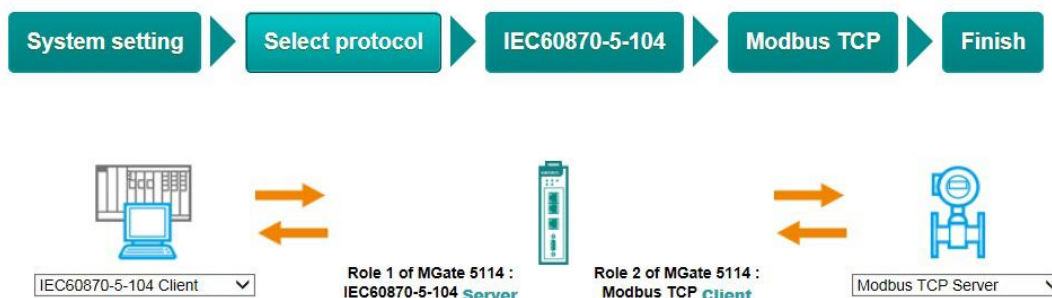 System setting
Select protocol
IEC60870-5-104
Modbus TCP
Finish
IEC60870-5-104 Client
Role 1 of MGate 5114 :
IEC60870-5-104 Server
Role 2 of MGate 5114 :
Modbus TCP Client
Modbus TCP Server